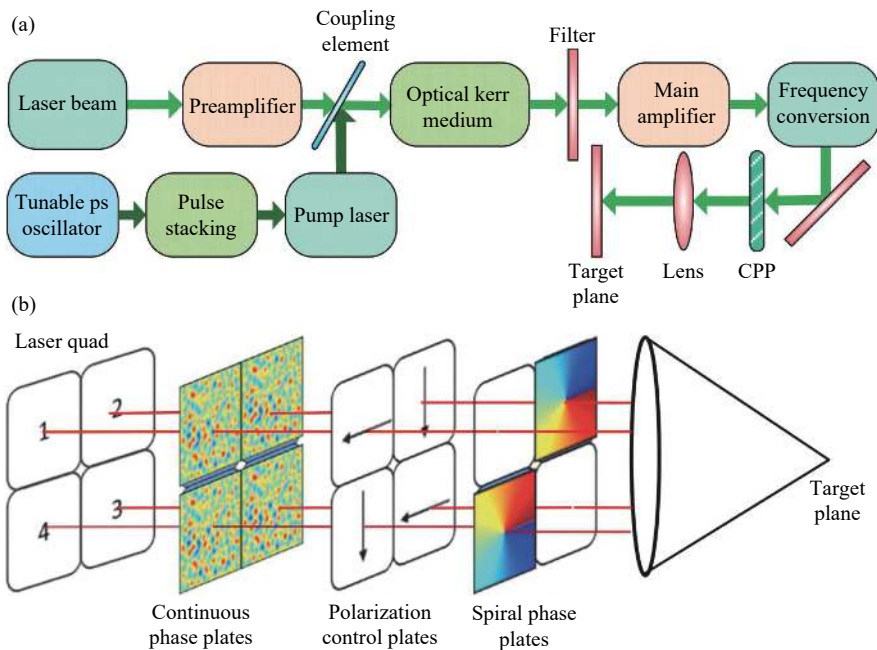 (a)
Coupling
element
Filter
Laser beam
Preamplifier
Optical kerr
medium
Main
amplifier
Frequency
conversion
Tunable ps
oscillator
Pulse
stacking
Pump laser
Target
plane
Lens
CPP
(b)
Laser quad
1
2
3
4
Target
plane
Continuous
phase plates
Polarization
control plates
Spiral phase
plates